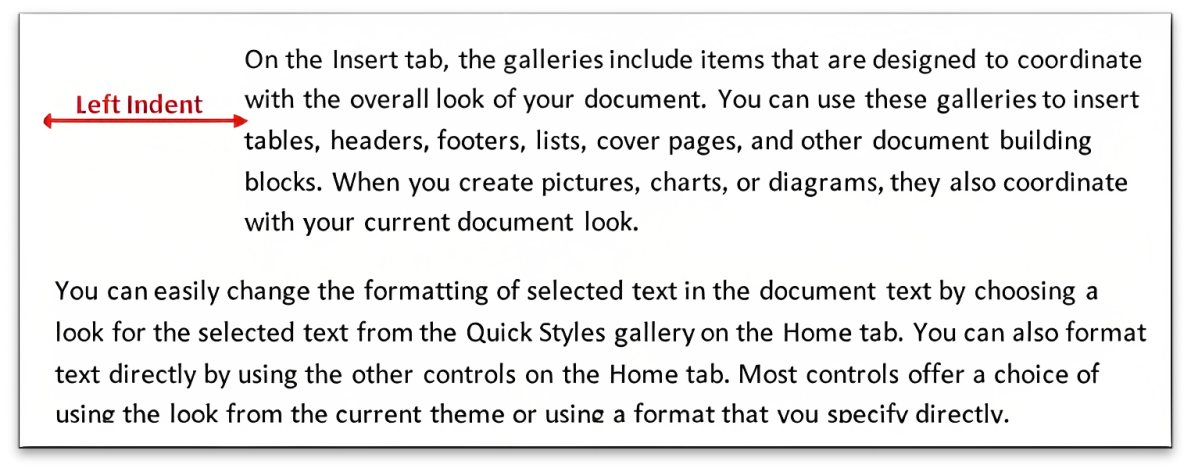 On the Insert tab, the galleries include items that are designed to coordinate
Left Indent
with the overall look of your document. You can use these galleries to insert
tables, headers, footers, lists, cover pages, and other document building
blocks. When you create pictures, charts, or diagrams, they also coordinate
with your current document look.
You can easily change the formatting of selected text in the document text by choosing a
look for the selected text from the Quick Styles gallery on the Home tab. You can also format
text directly by using the other controls on the Home tab. Most controls offer a choice of
using the look from the current theme or using a format that you specify directly.